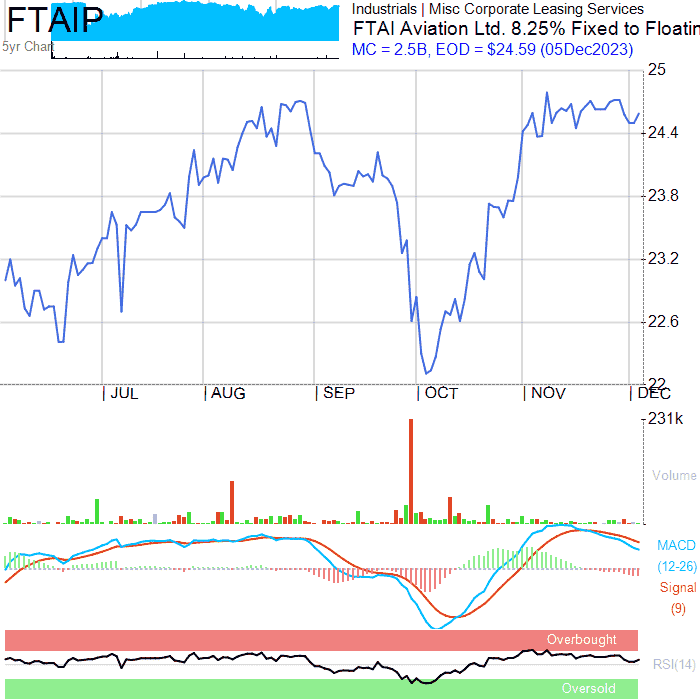 FTAIP
5yr Chart
Industrials | Misc Corporate Leasing Services
FTAI Aviation Ltd. 8.25% Fixed to Floatin
MC = 2.5B, EOD = $24.59 (05Dec2023)
25
24.4
23.8
23.2
22.6
22
JUL
AUG
SEP
OCT
NOV
DEC
231k
Volume
MACD
(12-26)
Signal
(9)
Overbought
RSI(14)
Oversold